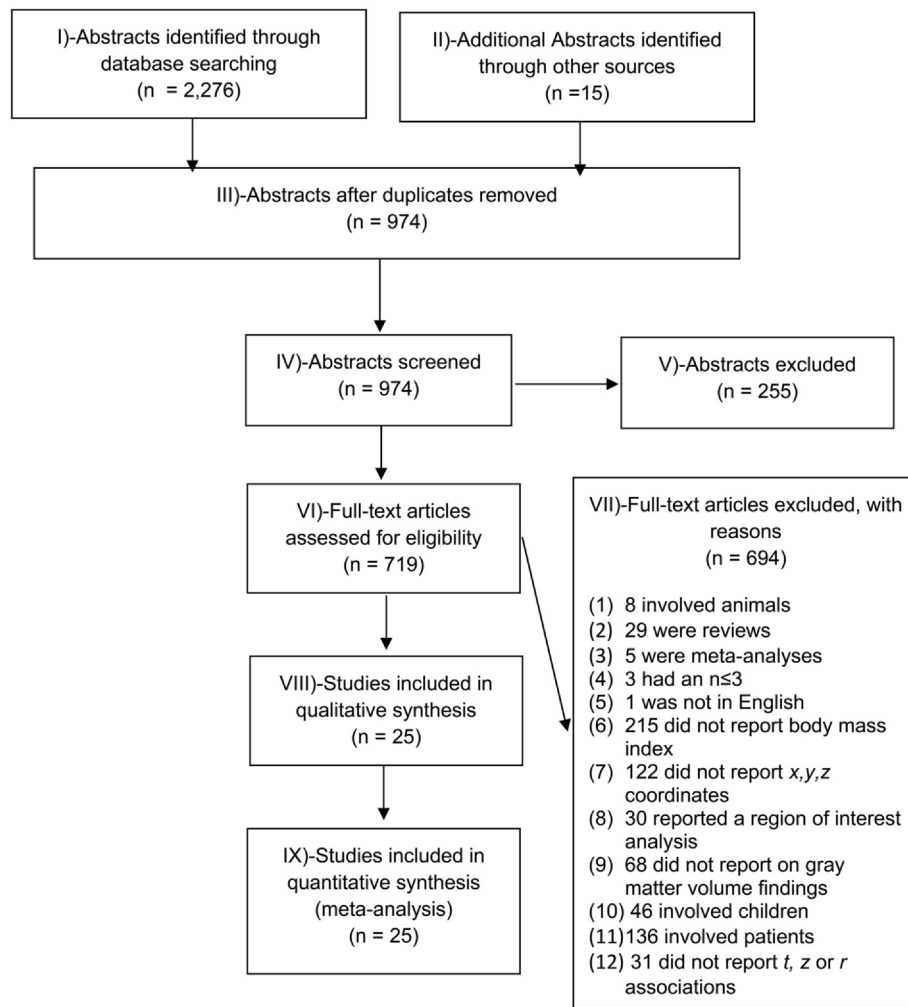 I)-Abstracts identified through
database searching
(n = 2,276)
II)-Additional Abstracts identified
through other sources
(n =15)
III)-Abstracts after duplicates removed
(n = 974)
IV)-Abstracts screened
(n = 974)
V)-Abstracts excluded
(n = 255)
VI)-Full-text articles
assessed for eligibility
(n = 719)
VII)-Full-text articles excluded, with
reasons
(n = 694)
(1) 8 involved animals
(2) 29 were reviews
(3) 5 were meta-analyses
(4) 3 had an n≤3
(5) 1 was not in English
(6) 215 did not report body mass
index
(7) 122 did not report x,y,z
coordinates
(8) 30 reported a region of interest
analysis
(9) 68 did not report on gray
matter volume findings
(10) 46 involved children
(11)136 involved patients
(12) 31 did not report t, z or r
associations
VIII)-Studies included in
qualitative synthesis
(n = 25)
IX)-Studies included in
quantitative synthesis
(meta-analysis)
(n = 25)